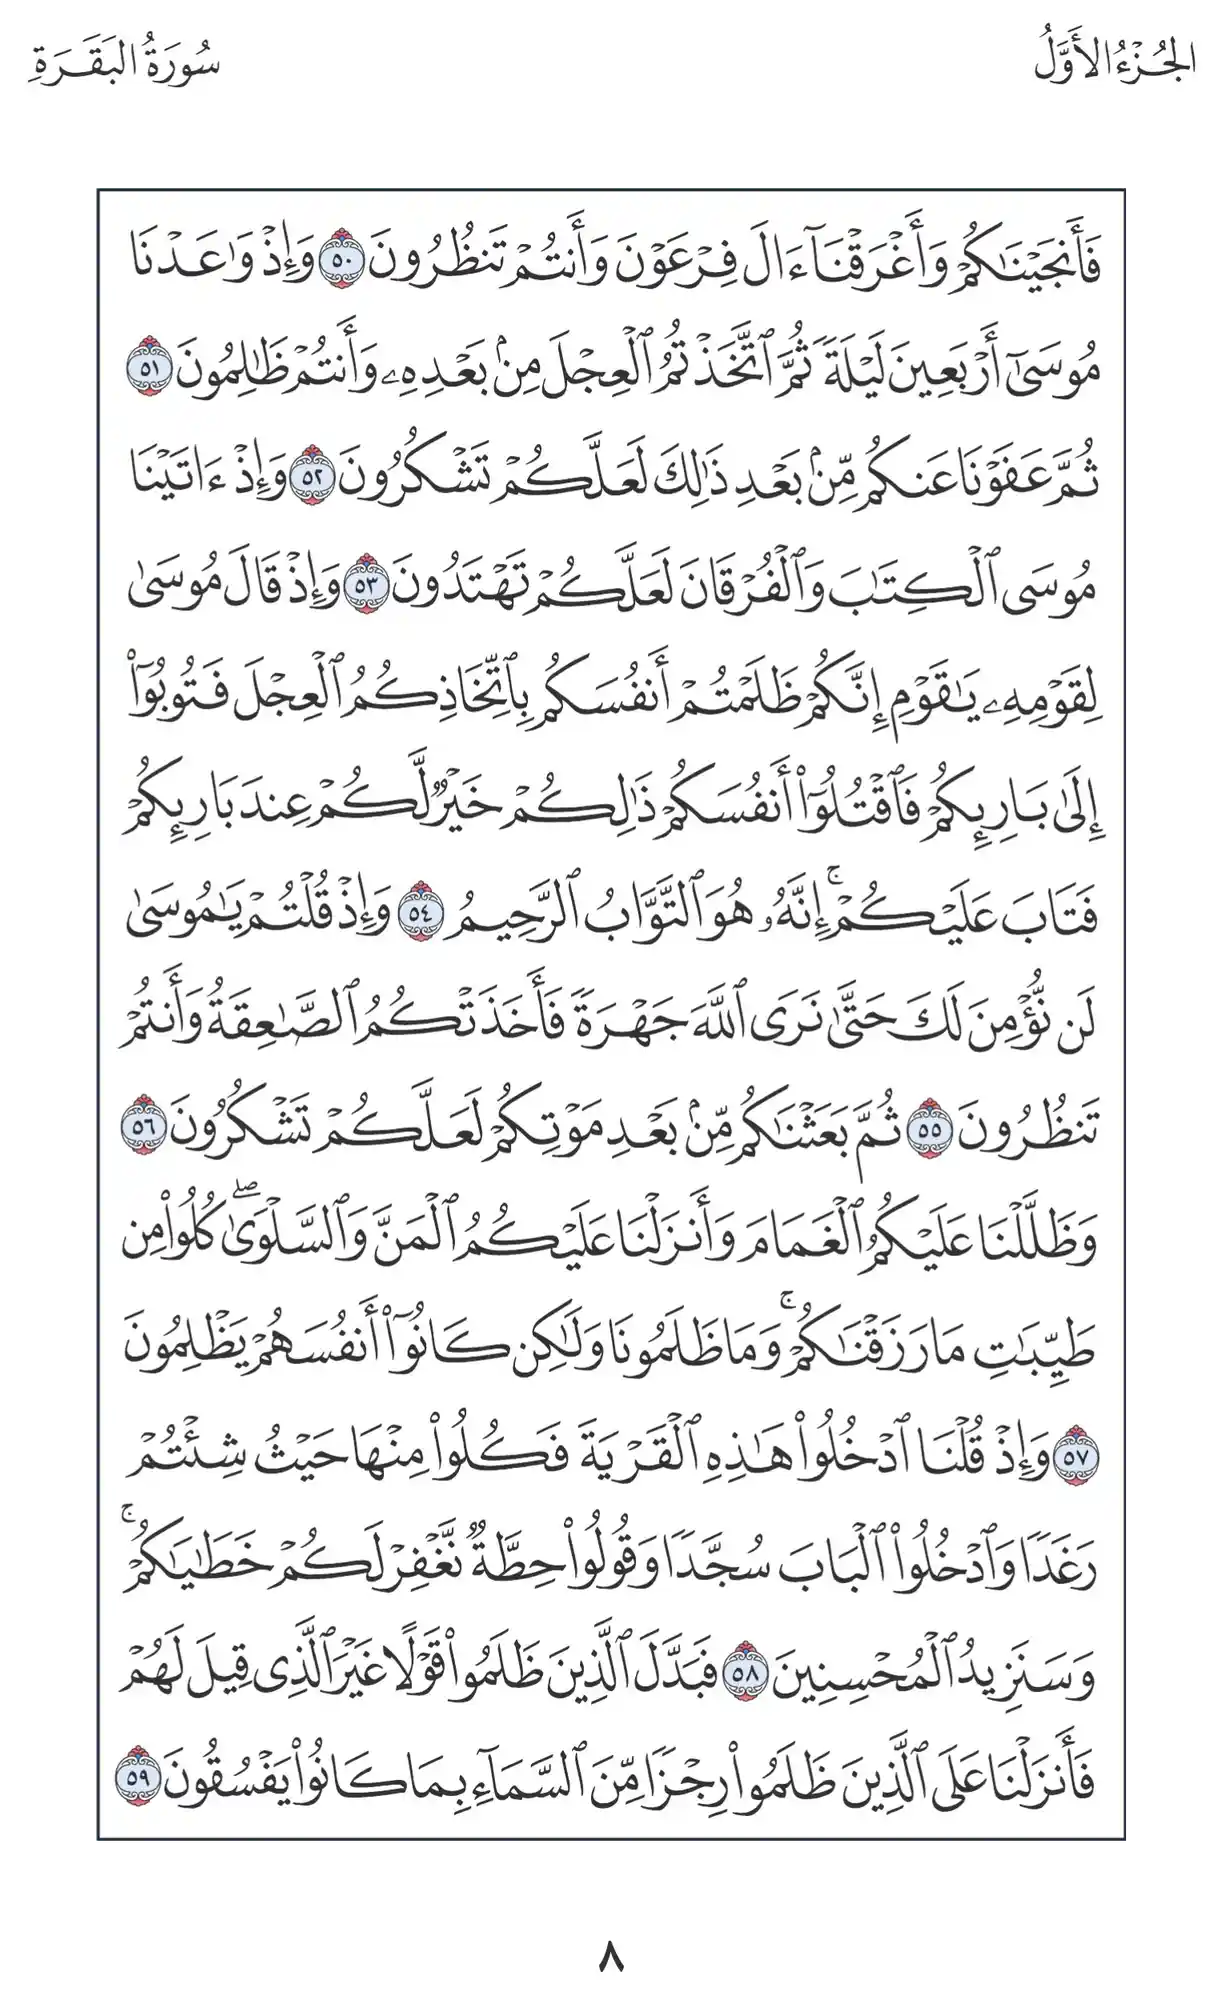 الجُزْءُ الأَوَّلُ
سُورَةُ البَقَرَةِ
فَأَنجَيْنَٰكُمْ وَأَغْرَقْنَآ ءَالَ فِرْعَوْنَ وَأَنتُمْ تَنظُرُونَ ٥٠ وَإِذْ وَٰعَدْنَا
مُوسَىٰٓ أَرْبَعِينَ لَيْلَةً ثُمَّ ٱتَّخَذْتُمُ ٱلْعِجْلَ مِنۢ بَعْدِهِۦ وَأَنتُمْ ظَٰلِمُونَ ٥١
ثُمَّ عَفَوْنَا عَنكُم مِّنۢ بَعْدِ ذَٰلِكَ لَعَلَّكُمْ تَشْكُرُونَ ٥٢ وَإِذْ ءَاتَيْنَا
مُوسَى ٱلْكِتَٰبَ وَٱلْفُرْقَانَ لَعَلَّكُمْ تَهْتَدُونَ ٥٣ وَإِذْ قَالَ مُوسَىٰ
لِقَوْمِهِۦ يَٰقَوْمِ إِنَّكُمْ ظَلَمْتُمْ أَنفُسَكُم بِٱتِّخَاذِكُمُ ٱلْعِجْلَ فَتُوبُوٓا۟
إِلَىٰ بَارِئِكُمْ فَٱقْتُلُوٓا۟ أَنفُسَكُمْ ذَٰلِكُمْ خَيْرٌ لَّكُمْ عِندَ بَارِئِكُمْ
فَتَابَ عَلَيْكُمْ ۚ إِنَّهُۥ هُوَ ٱلتَّوَّابُ ٱلرَّحِيمُ ٥٤ وَإِذْ قُلْتُمْ يَٰمُوسَىٰ
لَن نُّؤْمِنَ لَكَ حَتَّىٰ نَرَى ٱللَّهَ جَهْرَةً فَأَخَذَتْكُمُ ٱلصَّٰعِقَةُ وَأَنتُمْ
تَنظُرُونَ ٥٥ ثُمَّ بَعَثْنَٰكُم مِّنۢ بَعْدِ مَوْتِكُمْ لَعَلَّكُمْ تَشْكُرُونَ ٥٦
وَظَلَّلْنَا عَلَيْكُمُ ٱلْغَمَامَ وَأَنزَلْنَا عَلَيْكُمُ ٱلْمَنَّ وَٱلسَّلْوَىٰ ۖ كُلُوا۟ مِن
طَيِّبَٰتِ مَا رَزَقْنَٰكُمْ ۚ وَمَا ظَلَمُونَا وَلَٰكِن كَانُوٓا۟ أَنفُسَهُمْ يَظْلِمُونَ
٥٧ وَإِذْ قُلْنَا ٱدْخُلُوا۟ هَٰذِهِ ٱلْقَرْيَةَ فَكُلُوا۟ مِنْهَا حَيْثُ شِئْتُمْ
رَغَدًا وَٱدْخُلُوا۟ ٱلْبَابَ سُجَّدًا وَقُولُوا۟ حِطَّةٌ نَّغْفِرْ لَكُمْ خَطَٰيَٰكُمْ ۚ
وَسَنَزِيدُ ٱلْمُحْسِنِينَ ٥٨ فَبَدَّلَ ٱلَّذِينَ ظَلَمُوا۟ قَوْلًا غَيْرَ ٱلَّذِى قِيلَ لَهُمْ
فَأَنزَلْنَا عَلَى ٱلَّذِينَ ظَلَمُوا۟ رِجْزًا مِّنَ ٱلسَّمَآءِ بِمَا كَانُوا۟ يَفْسُقُونَ ٥٩
٨